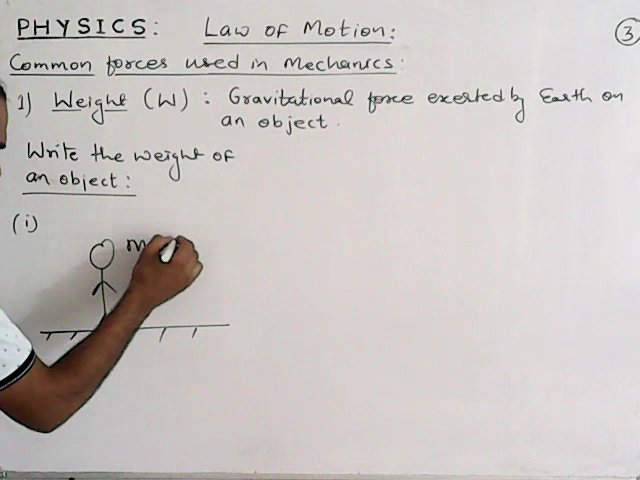 PHYSICS: Law of Motion: 3
Common forces used in Mechanics:
1) Weight (W) : Gravitational force exerted by Earth on
an object.
Write the weight of
an object:
(i)
m